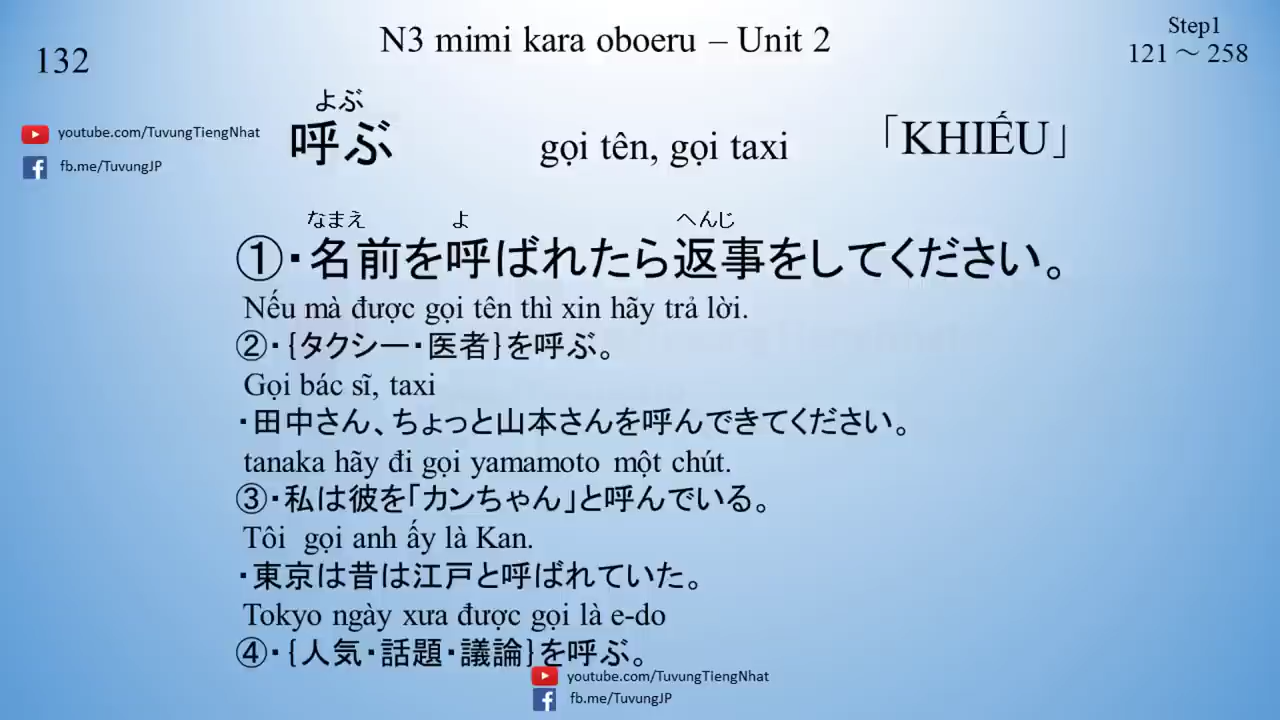 N3 mimi kara oboeru – Unit 2
Step1
121 ～ 258
132
youtube.com/TuvungTiengNhat
fb.me/TuvungJP
よぶ
呼ぶ
gọi tên, gọi taxi
「KHIẾU」
なまえ よ へんじ
①・名前を呼ばれたら返事をしてください。
Nếu mà được gọi tên thì xin hãy trả lời.
②・{タクシー・医者}を呼ぶ。
Gọi bác sĩ, taxi
・田中さん、ちょっと山本さんを呼んできてください。
tanaka hãy đi gọi yamamoto một chút.
③・私は彼を「カンちゃん」と呼んでいる。
Tôi gọi anh ấy là Kan.
・東京は昔は江戸と呼ばれていた。
Tokyo ngày xưa được gọi là e-do
④・{人気・話題・議論}を呼ぶ。
youtube.com/TuvungTiengNhat
fb.me/TuvungJP